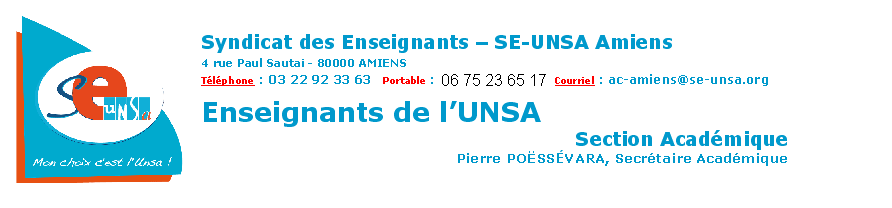 Syndicat des Enseignants – SE-UNSA Amiens
4 rue Paul Sautai - 80000 AMIENS
Téléphone : 03 22 92 33 63 Portable : 06 75 23 65 17 Courriel : ac-amiens@se-unsa.org
Enseignants de l’UNSA
Section Académique
Pierre POËSSÉVARA, Secrétaire Académique
Se
UNSA
Mon choix c'est l'Unsa !